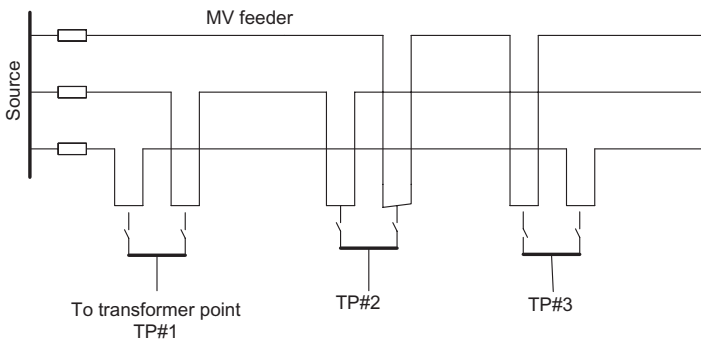 MV feeder
Source
To transformer point
TP#1
TP#2
TP#3